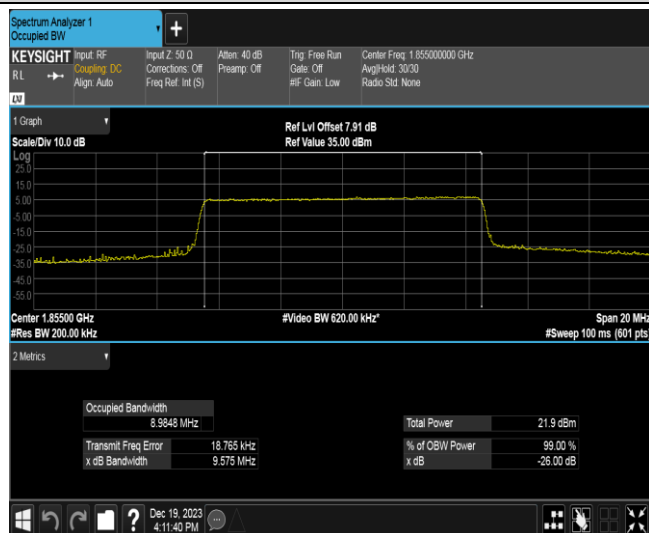 Spectrum Analyzer 1
Occupied BW
+
KEYSIGHT Input: RF Input Z: 50 Ω Atten: 40 dB Trig: Free Run Center Freq: 1.855000000 GHz
RL Coupling: DC Corrections: Off Preamp: Off Gate: Off Avg|Hold: 30/30
Align: Auto Freq Ref: Int (S) #IF Gain: Low Radio Std: None
LXI
1 Graph
Ref Lvl Offset 7.91 dB
Scale/Div 10.0 dB Ref Value 35.00 dBm
Log
25.0
15.0
5.00
-5.00
-15.0
-25.0
-35.0
-45.0
-55.0
Center 1.85500 GHz #Video BW 620.00 kHz* Span 20 MHz
#Res BW 200.00 kHz #Sweep 100 ms (601 pts)
2 Metrics
Occupied Bandwidth
8.9848 MHz Total Power 21.9 dBm
Transmit Freq Error 18.765 kHz % of OBW Power 99.00 %
x dB Bandwidth 9.575 MHz x dB -26.00 dB
? Dec 19, 2023
4:11:40 PM